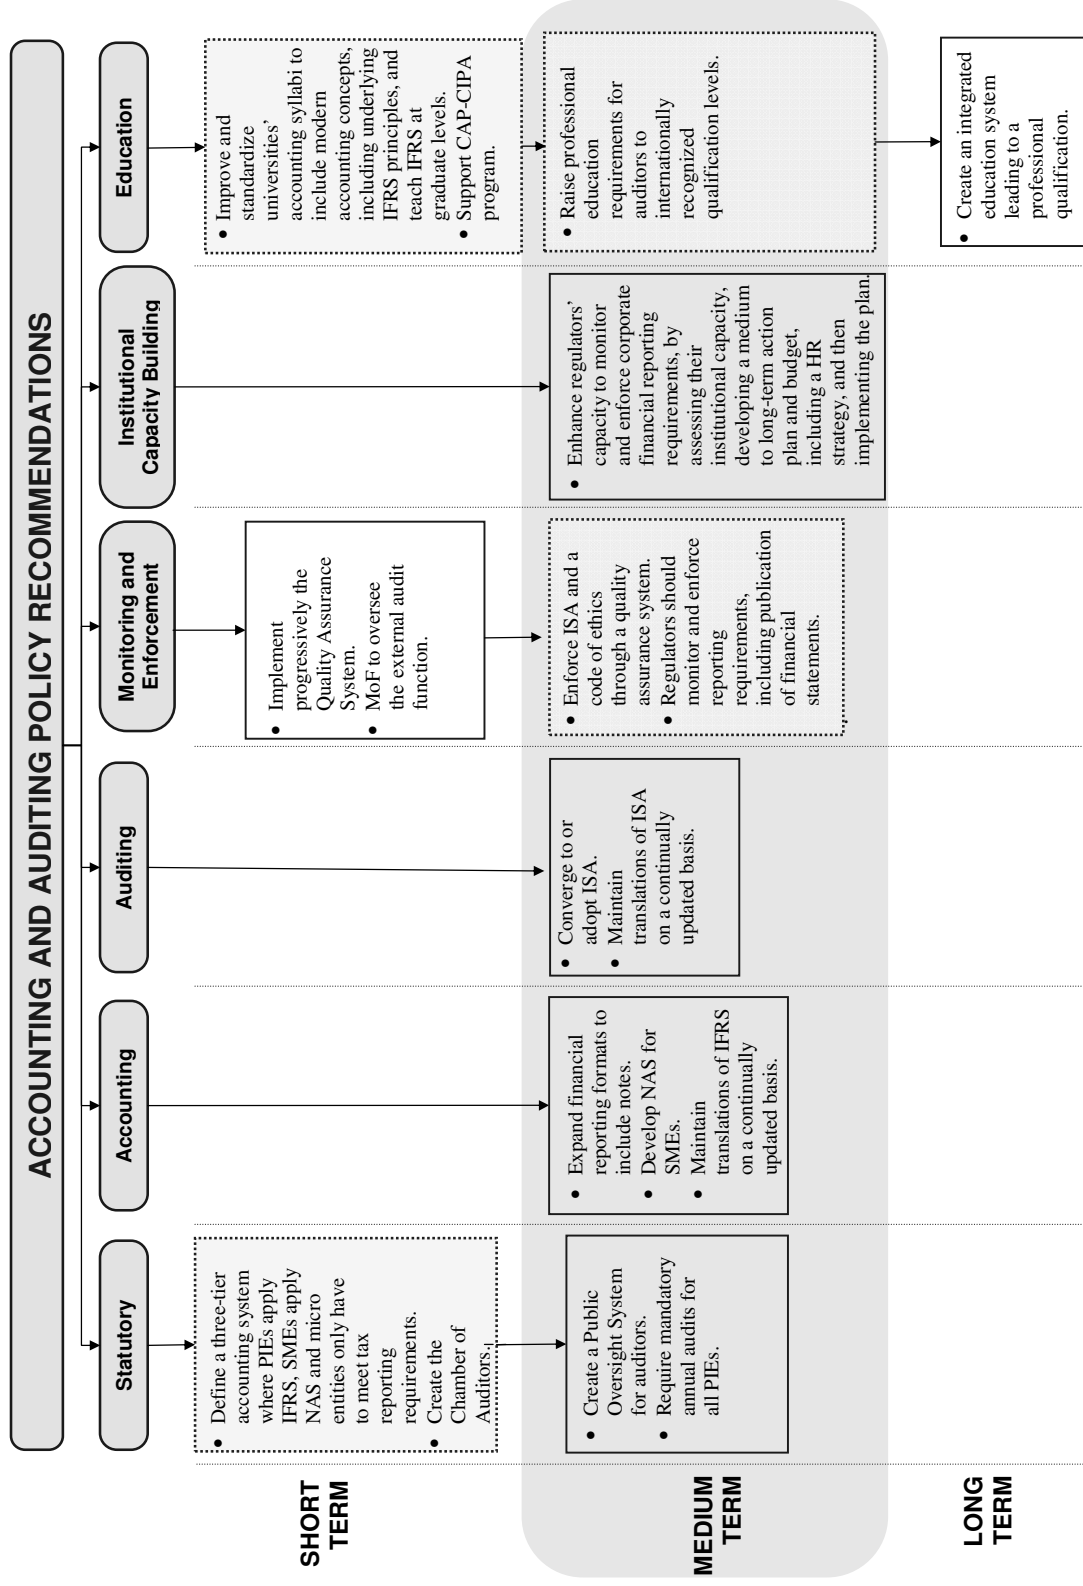 ACCOUNTING AND AUDITING POLICY RECOMMENDATIONS
Statutory
Accounting
Auditing
Monitoring and
Enforcement
Institutional
Capacity Building
Education
SHORT
TERM
• Define a three-tier
accounting system
where PIEs apply
IFRS, SMEs apply
NAS and micro
entities only have
to meet tax
reporting
requirements.
• Create the
Chamber of
Auditors.
• Implement
progressively the
Quality Assurance
System.
• MoF to oversee
the external audit
function.
• Improve and
standardize
universities’
accounting syllabi to
include modern
accounting concepts,
including underlying
IFRS principles, and
teach IFRS at
graduate levels.
• Support CAP-CIPA
program.
MEDIUM
TERM
• Create a Public
Oversight System
for auditors.
• Require mandatory
annual audits for
all PIEs.
• Expand financial
reporting formats to
include notes.
• Develop NAS for
SMEs.
• Maintain
translations of IFRS
on a continually
updated basis.
• Converge to or
adopt ISA.
• Maintain
translations of ISA
on a continually
updated basis.
• Enforce ISA and a
code of ethics
through a quality
assurance system.
• Regulators should
monitor and enforce
reporting
requirements,
including publication
of financial
statements.
• Enhance regulators’
capacity to monitor
and enforce corporate
financial reporting
requirements, by
assessing their
institutional capacity,
developing a medium
to long-term action
plan and budget,
including a HR
strategy, and then
implementing the plan.
• Raise professional
education
requirements for
auditors to
internationally
recognized
qualification levels.
LONG
TERM
• Create an integrated
education system
leading to a
professional
qualification.